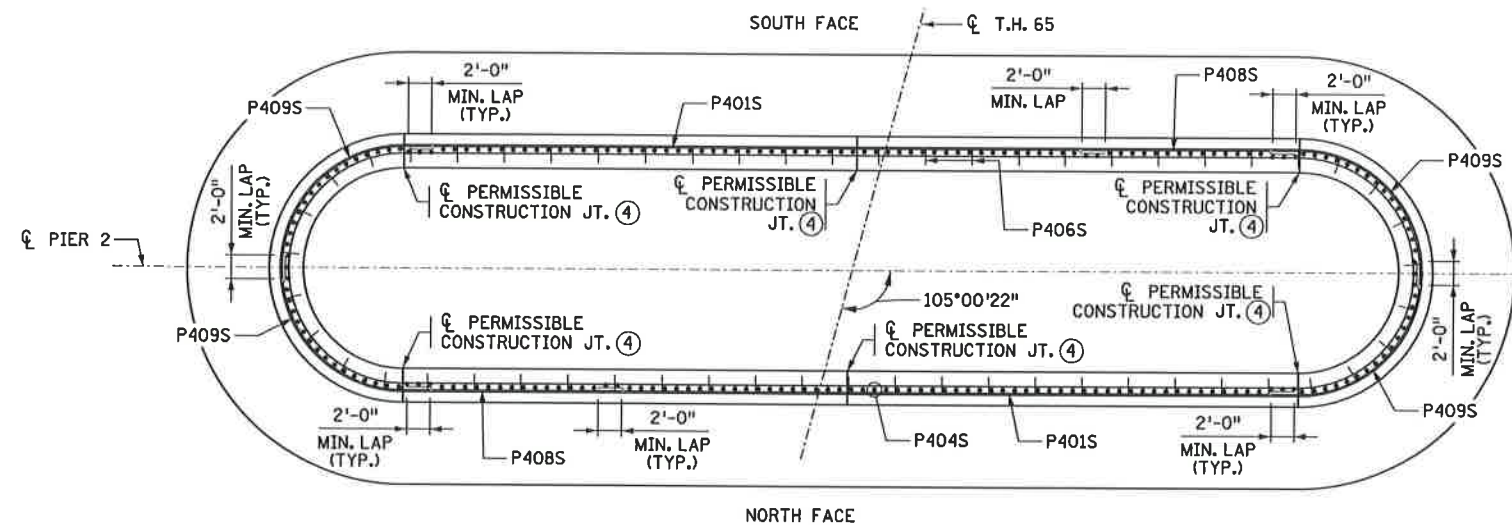 SOUTH FACE
℄ T.H. 65
2'-0"
MIN. LAP
(TYP.)
P409S
P401S
2'-0"
MIN. LAP
P408S
2'-0"
MIN. LAP
(TYP.)
P409S
2'-0"
MIN. LAP
(TYP.)
℄ PERMISSIBLE
CONSTRUCTION JT. ④
℄ PERMISSIBLE
CONSTRUCTION
JT. ④
℄ PERMISSIBLE
CONSTRUCTION
JT. ④
P406S
℄ PIER 2
105°00'22"
℄ PERMISSIBLE
CONSTRUCTION JT. ④
P409S
℄ PERMISSIBLE
CONSTRUCTION JT. ④
℄ PERMISSIBLE
CONSTRUCTION JT. ④
2'-0"
MIN. LAP
(TYP.)
P409S
2'-0"
MIN. LAP
(TYP.)
P408S
2'-0"
MIN. LAP
(TYP.)
P404S
P401S
2'-0"
MIN. LAP
(TYP.)
NORTH FACE